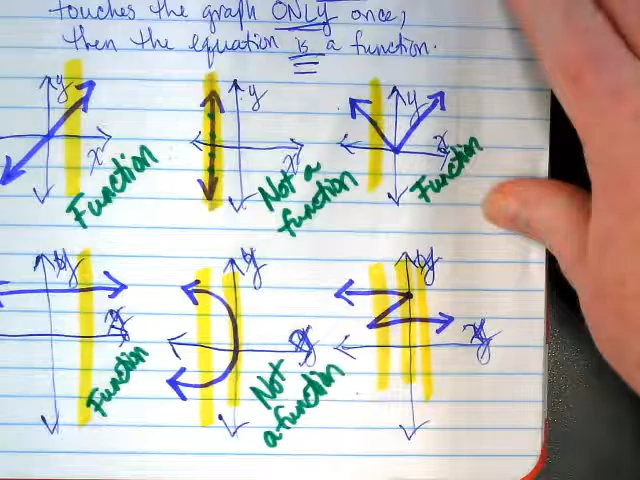 touches the graph ONLY once,
then the equation is a function.
y y y
x x x
Function Not a Function
function
y y y
x y
Function Not
a function